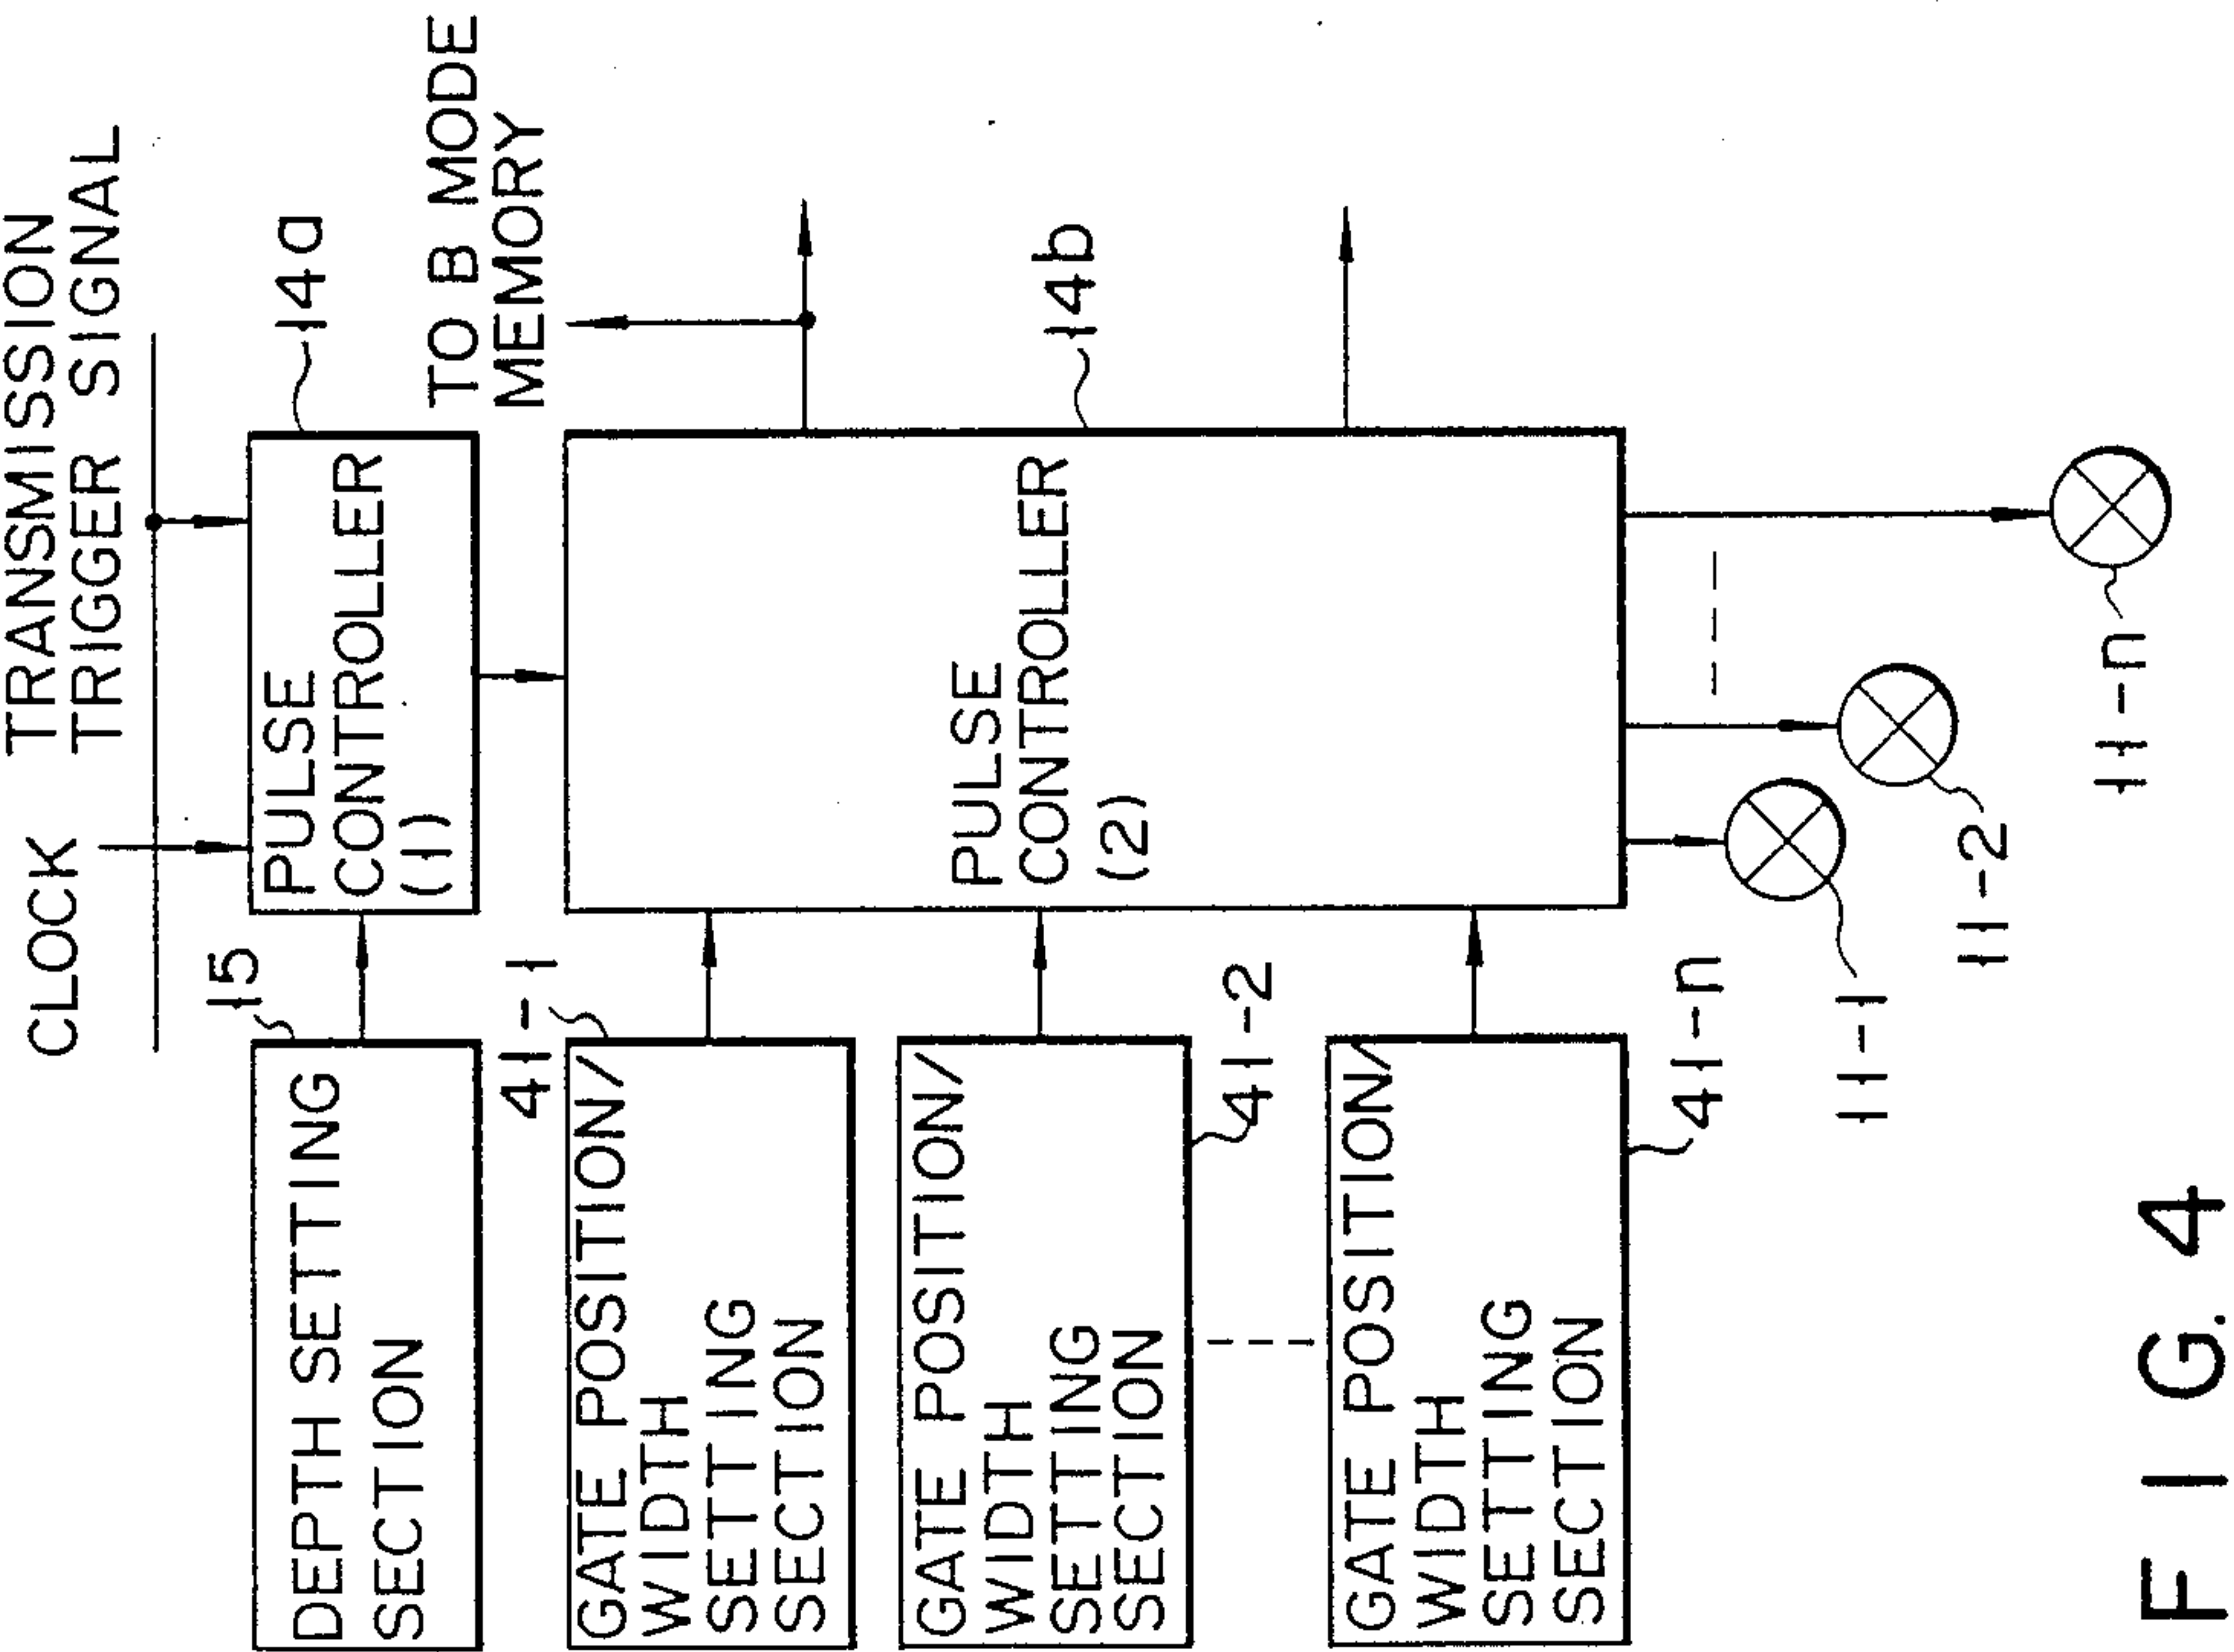 CLOCK
TRANSMISSION
TRIGGER SIGNAL
15
DEPTH SETTING
SECTION
PULSE
CONTROLLER
(1)
14a
TO B MODE
MEMORY
41-1
GATE POSITION/
WIDTH
SETTING
SECTION
GATE POSITION/
WIDTH
SETTING
SECTION
41-2
GATE POSITION/
WIDTH
SETTING
SECTION
41-n
PULSE
CONTROLLER
(2)
14b
11-1
11-2
11-n
FIG. 4